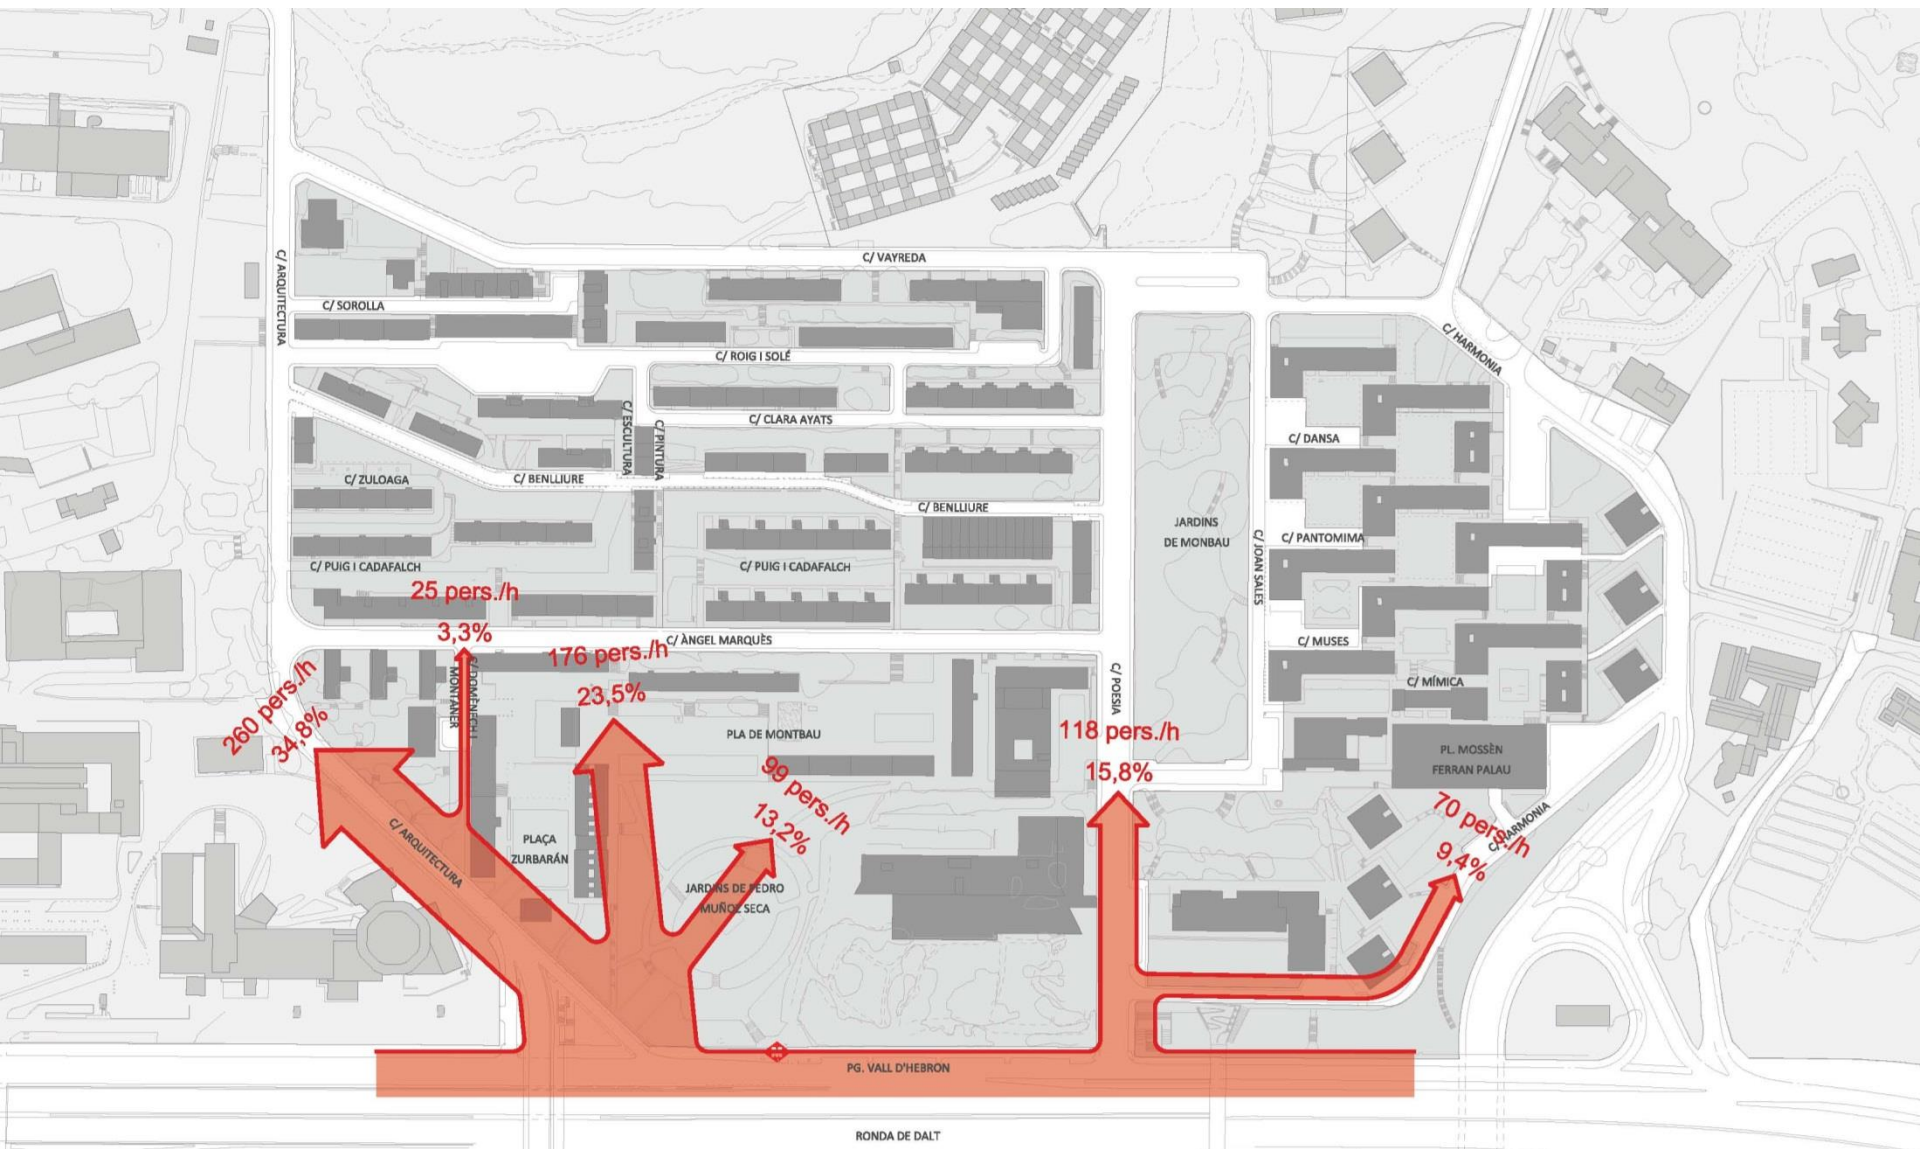 C/ VAYREDA
C/ ARQUITECTURA
C/ SOROLLA
C/ ROIG I SOLÉ
C/ HARMONIA
C/ CLARA AYATS
C/ ESCULTURA
C/ PINTURA
C/ DANSA
C/ ZULOAGA
C/ BENLLIURE
C/ BENLLIURE
JARDINS
DE MONBAU
C/ JOAN SALES
C/ PANTOMIMA
C/ PUIG I CADAFALCH
C/ PUIG I CADAFALCH
25 pers./h
3,3%
C/ ÀNGEL MARQUÈS
C/ MUSES
176 pers./h
23,5%
C/ DOMÈNECH I
MONTANER
260 pers./h
34,8%
C/ POESIA
C/ MÍMICA
PLA DE MONTBAU
118 pers./h
15,8%
PL. MOSSÈN
FERRAN PALAU
99 pers./h
13,2%
70 pers./h
9,4%
C/ HARMONIA
C/ ARQUITECTURA
PLAÇA
ZURBARÁN
JARDINS DE PEDRO
MUÑOZ SECA
PG. VALL D'HEBRON
RONDA DE DALT